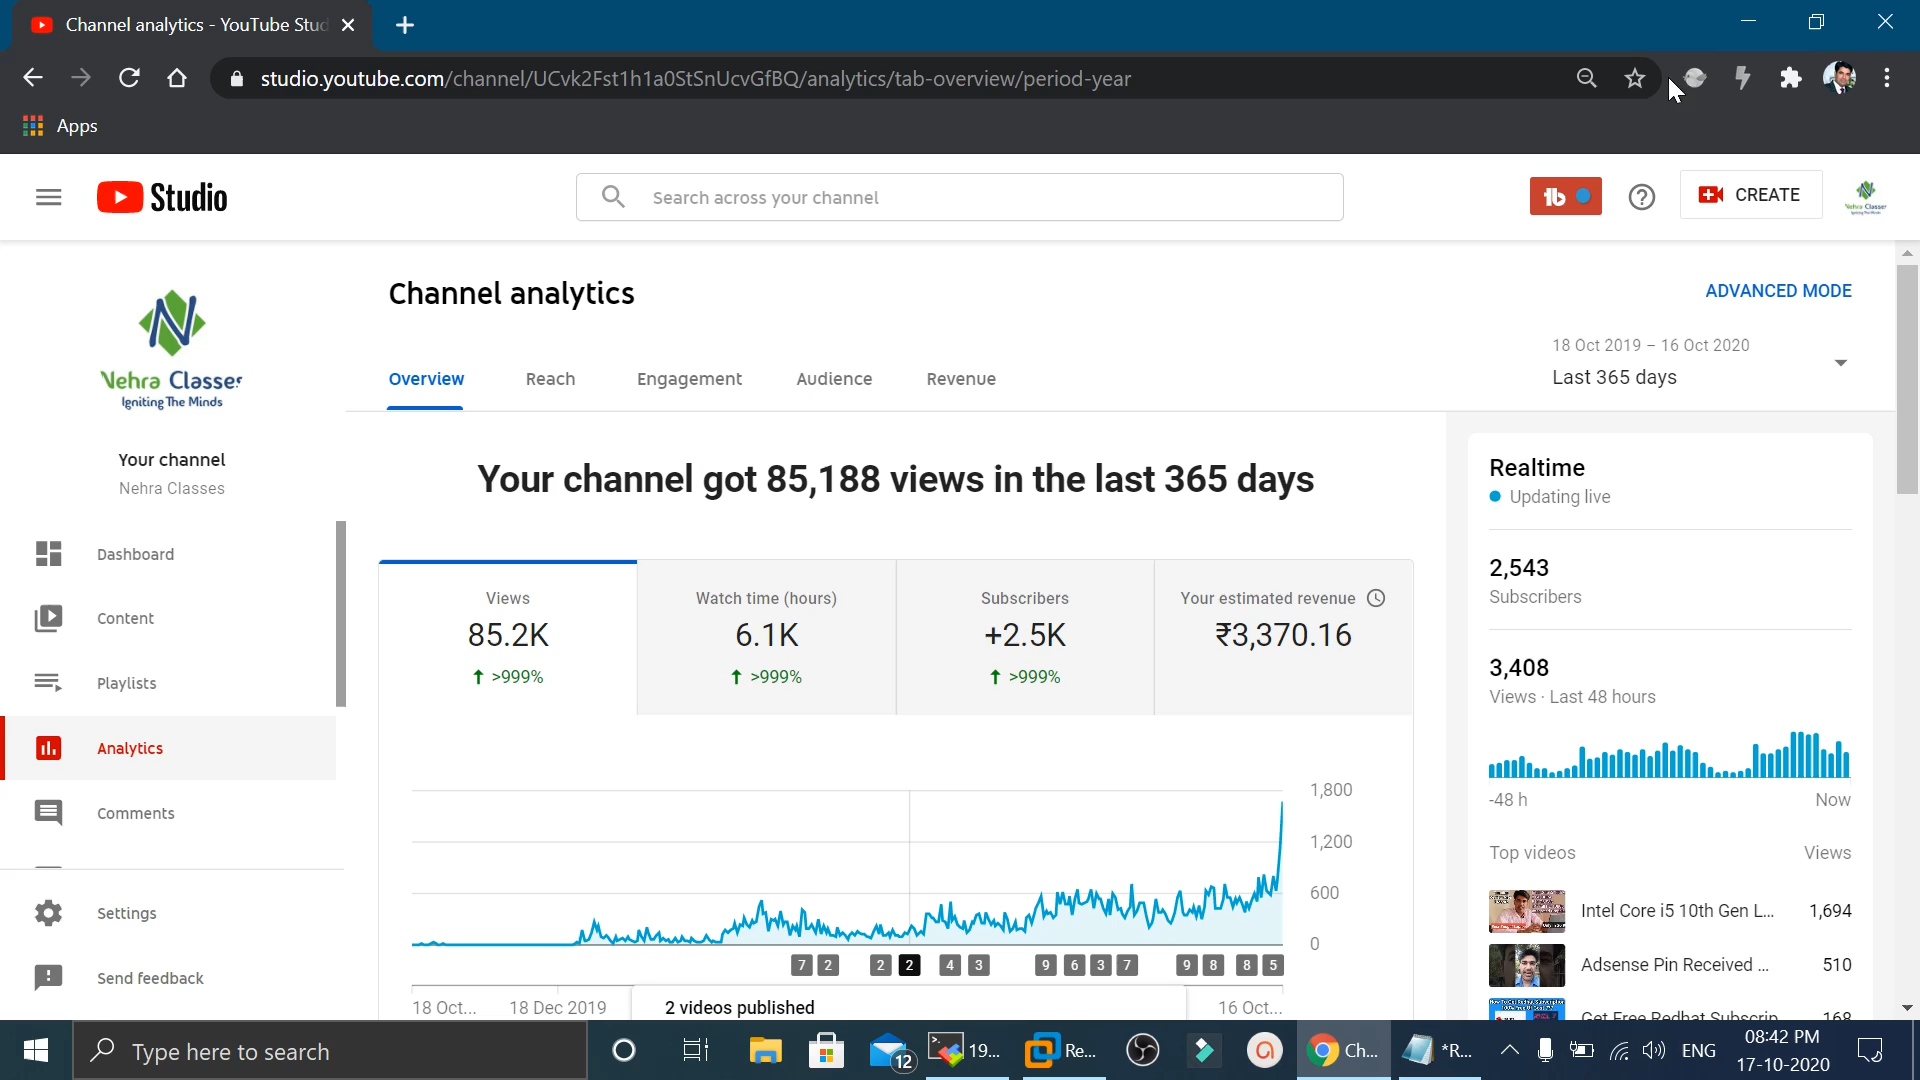 Channel analytics - YouTube Stud
studio.youtube.com/channel/UCvk2Fst1h1a0StSnUcvGfBQ/analytics/tab-overview/period-year
Apps
Studio
Search across your channel
CREATE
Nehra Classes
Channel analytics
ADVANCED MODE
18 Oct 2019 – 16 Oct 2020
Last 365 days
Overview Reach Engagement Audience Revenue
Nehra Classes
Igniting The Minds
Your channel
Nehra Classes
Dashboard
Content
Playlists
Analytics
Comments
Settings
Send feedback
Your channel got 85,188 views in the last 365 days
Views
85.2K
>999%
Watch time (hours)
6.1K
>999%
Subscribers
+2.5K
>999%
Your estimated revenue
₹3,370.16
1,800
1,200
600
0
7 2 2 2 4 3 9 6 3 7 9 8 8 5
18 Oct... 18 Dec 2019 16 Oct...
2 videos published
Realtime
Updating live
2,543
Subscribers
3,408
Views · Last 48 hours
-48 h Now
Top videos Views
Intel Core i5 10th Gen L... 1,694
Adsense Pin Received ... 510
Get Free Redhat Subscrip 168
Type here to search
12
19...
Re...
Ch...
*R...
ENG
08:42 PM
17-10-2020